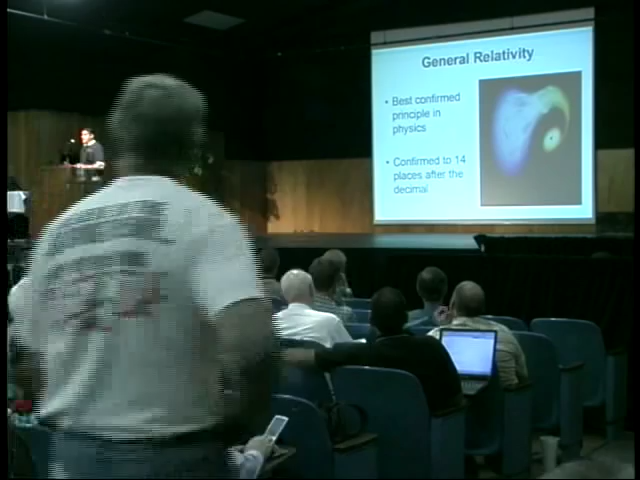 General Relativity
• Best confirmed
principle in
physics
• Confirmed to 14
places after the
decimal